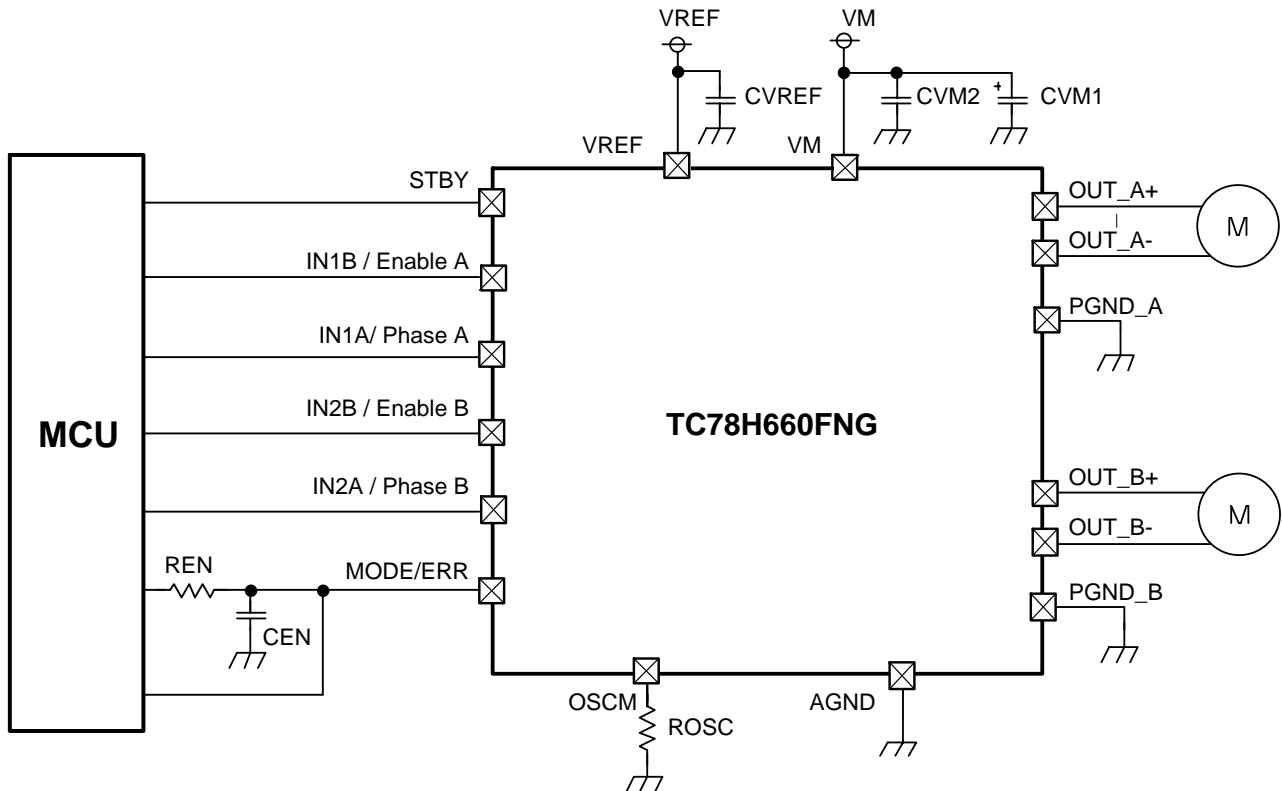 VREF
VM
CVREF
CVM2
+
CVM1
VREF
VM
STBY
OUT_A+
M
IN1B / Enable A
OUT_A-
IN1A/ Phase A
PGND_A
IN2B / Enable B
MCU
TC78H660FNG
IN2A / Phase B
OUT_B+
M
OUT_B-
REN
MODE/ERR
PGND_B
CEN
OSCM
AGND
ROSC